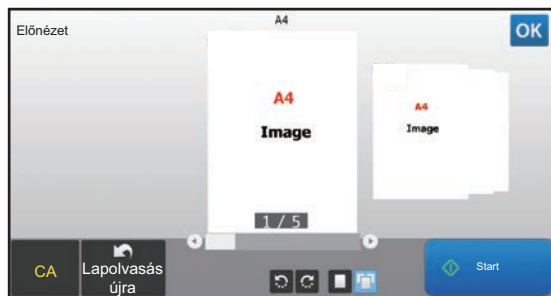 A4
Előnézet
OK
A4
Image
A4
Image
1 / 5
CA
Lapolvasás
újra
Start